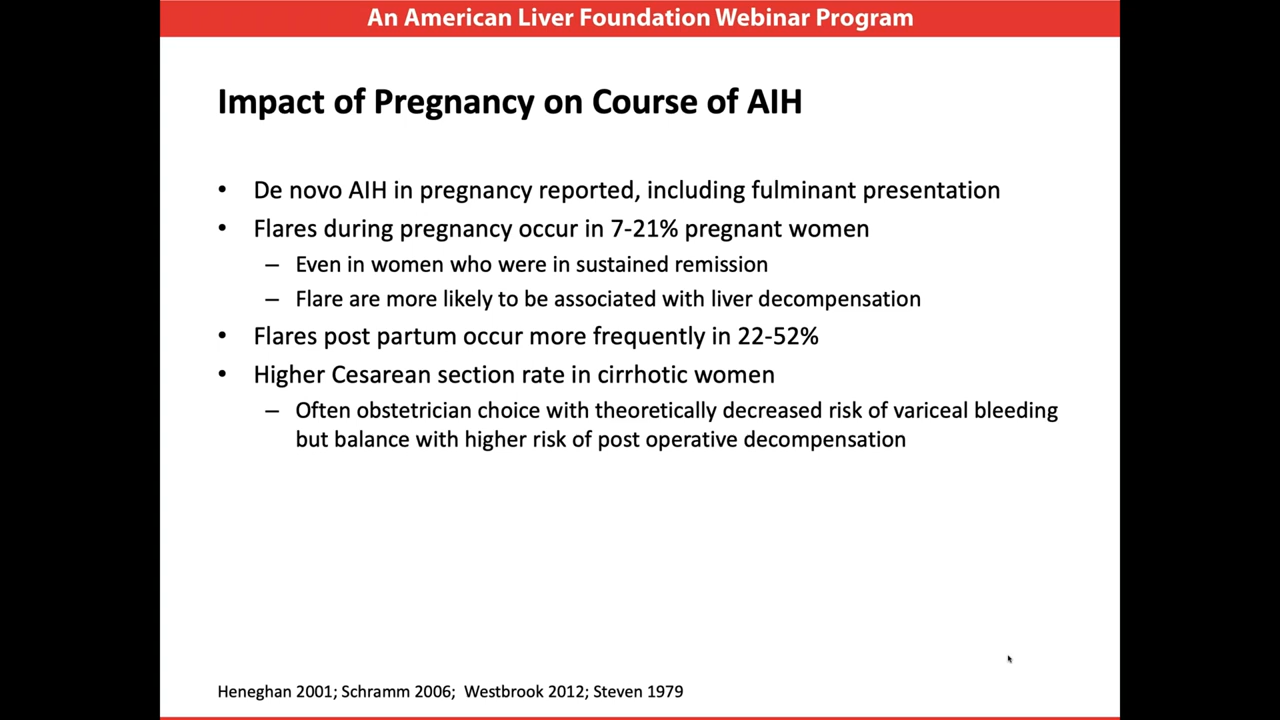 An American Liver Foundation Webinar Program
Impact of Pregnancy on Course of AIH
• De novo AIH in pregnancy reported, including fulminant presentation
• Flares during pregnancy occur in 7-21% pregnant women
– Even in women who were in sustained remission
– Flare are more likely to be associated with liver decompensation
• Flares post partum occur more frequently in 22-52%
• Higher Cesarean section rate in cirrhotic women
– Often obstetrician choice with theoretically decreased risk of variceal bleeding
but balance with higher risk of post operative decompensation
Heneghan 2001; Schramm 2006;  Westbrook 2012; Steven 1979